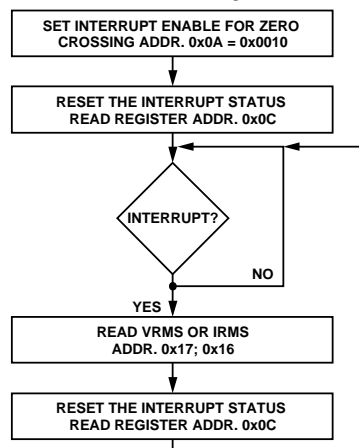 SET INTERRUPT ENABLE FOR ZERO
CROSSING ADDR. 0x0A = 0x0010
RESET THE INTERRUPT STATUS
READ REGISTER ADDR. 0x0C
INTERRUPT?
NO
YES
READ VRMS OR IRMS
ADDR. 0x17; 0x16
RESET THE INTERRUPT STATUS
READ REGISTER ADDR. 0x0C